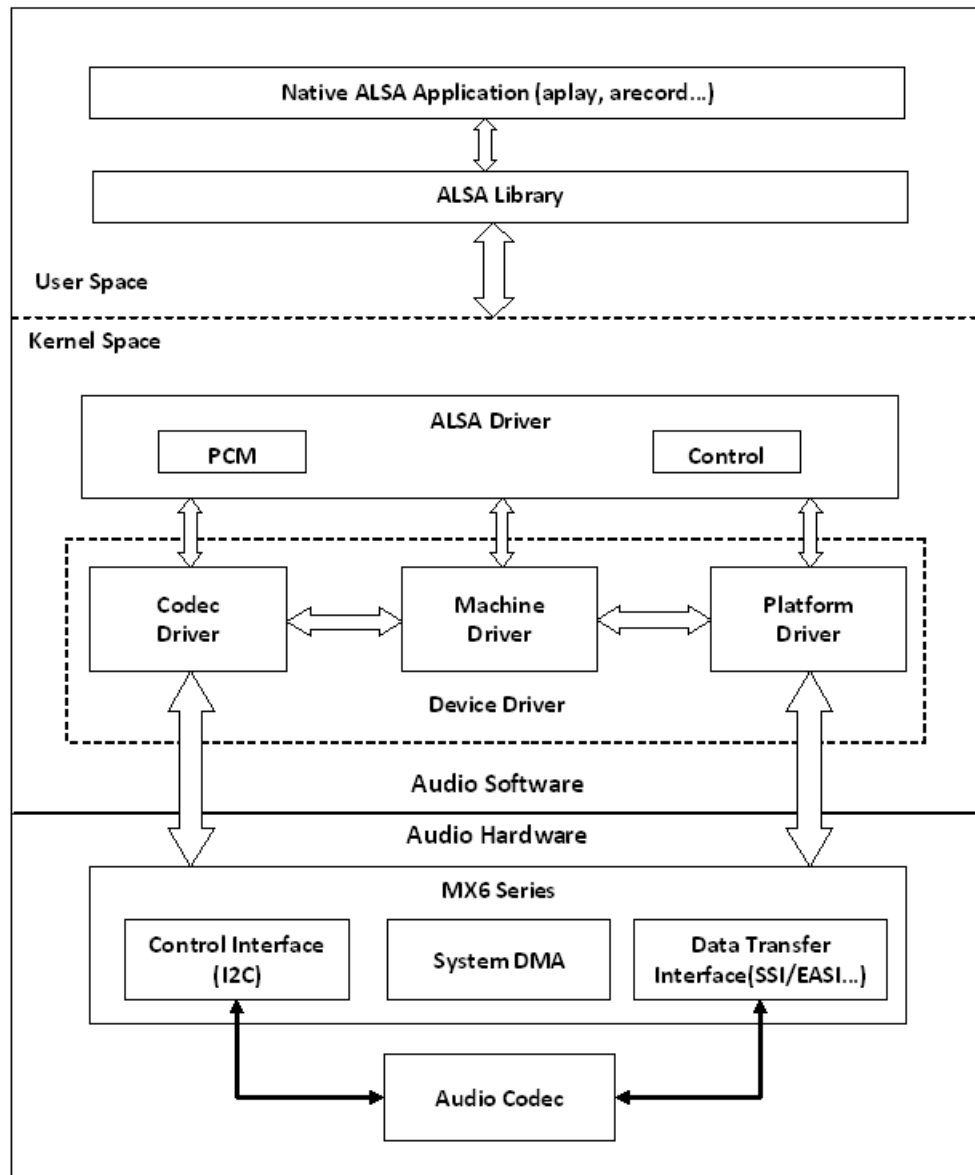 Native ALSA Application (aplay, arecord...)
ALSA Library
User Space
Kernel Space
ALSA Driver
PCM
Control
Codec
Driver
Machine
Driver
Platform
Driver
Device Driver
Audio Software
Audio Hardware
MX6 Series
Control Interface
(I2C)
System DMA
Data Transfer
Interface(SSI/EASI...)
Audio Codec